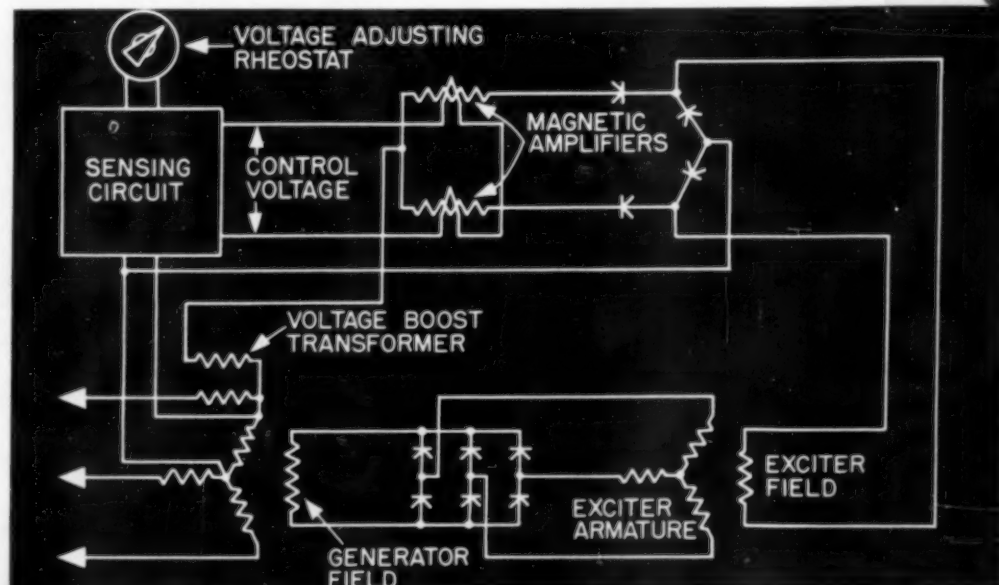 VOLTAGE ADJUSTING
RHEOSTAT
SENSING
CIRCUIT
CONTROL
VOLTAGE
MAGNETIC
AMPLIFIERS
VOLTAGE BOOST
TRANSFORMER
EXCITER
FIELD
EXCITER
ARMATURE
GENERATOR
FIELD